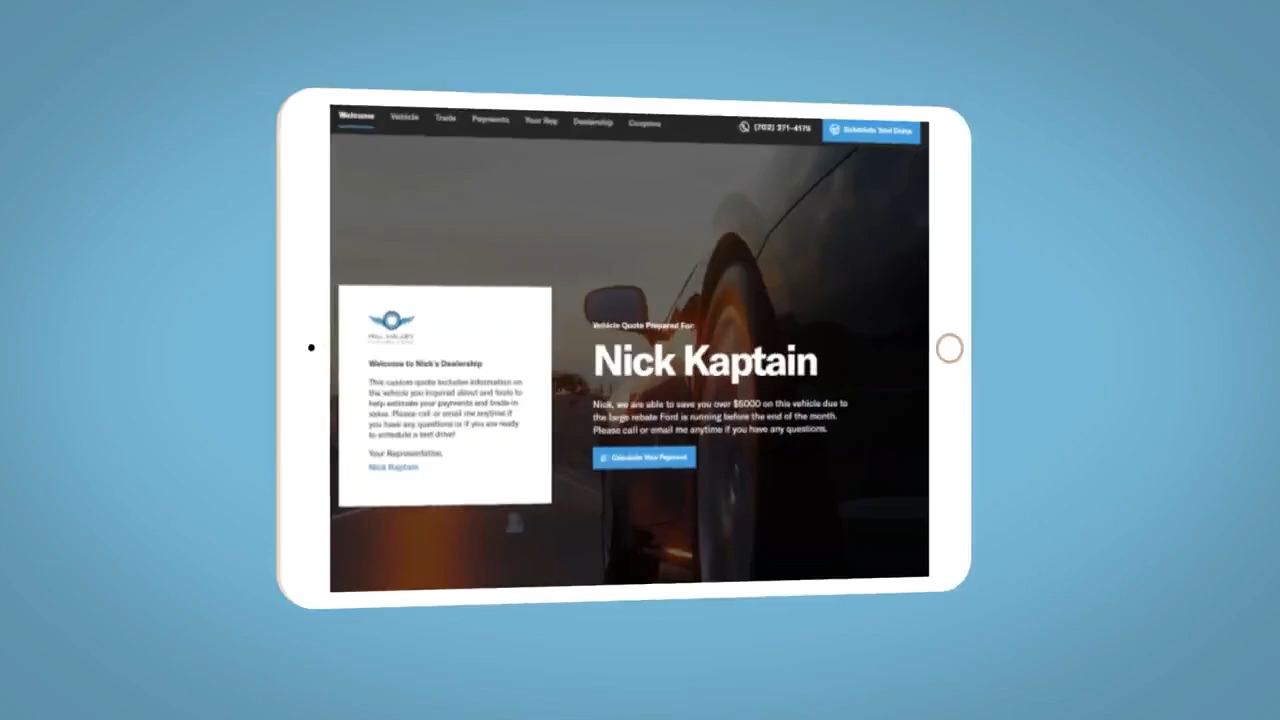 Welcome Vehicle Trade Payments Your Rep Dealership Coupons (702) 271-4175 Schedule Test Drive
Vehicle Quote Prepared For:
Nick Kaptain
Nick, we are able to save you over $5000 on this vehicle due to
the large rebate Ford is running before the end of the month.
Please call or email me anytime if you have any questions.
Calculate Your Payment
Welcome to Nick's Dealership
This custom quote includes information on
the vehicle you inquired about and tools to
help estimate your payments and trade-in
value. Please call or email me anytime if
you have any questions or if you are ready
to schedule a test drive!
Your Representative,
Nick Kaptain